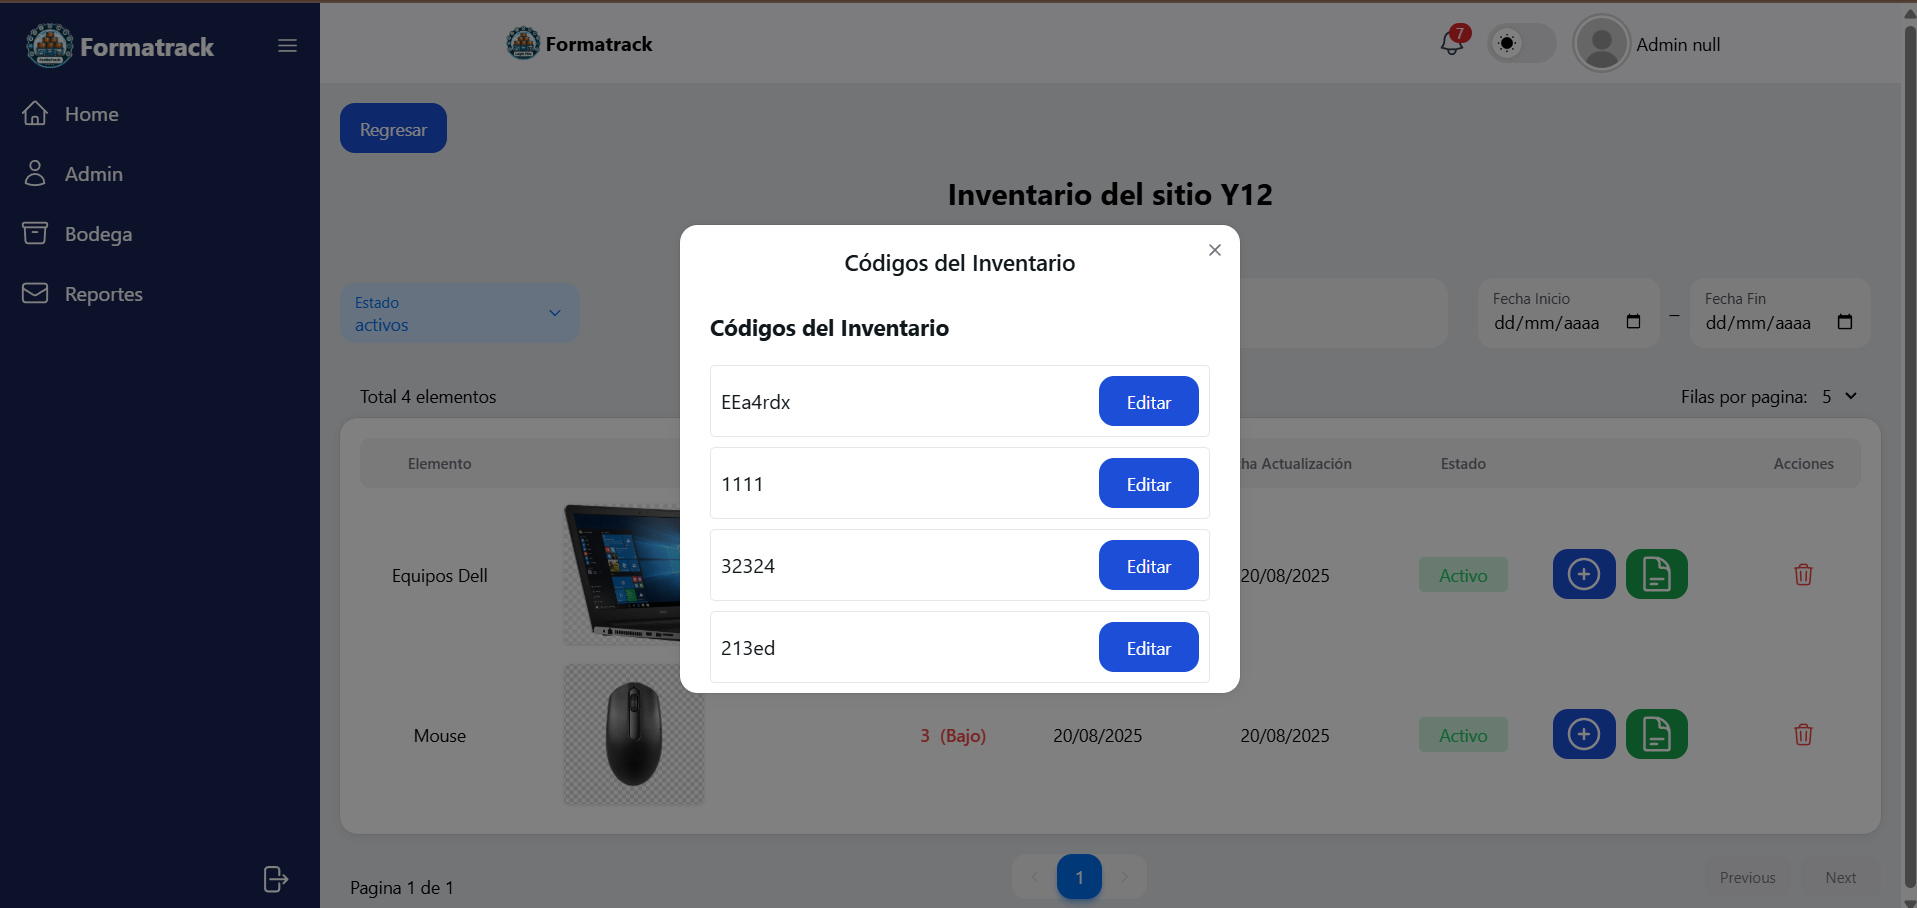 Formatrack
Home
Admin
Bodega
Reportes
Formatrack
7
Admin null
Regresar
Inventario del sitio Y12
Estado
activos
Fecha Inicio
dd/mm/aaaa
–
Fecha Fin
dd/mm/aaaa
Total 4 elementos
Filas por pagina: 5
Elemento
ha Actualización
Estado
Acciones
Equipos Dell
20/08/2025
Activo
Mouse
3 (Bajo)
20/08/2025
20/08/2025
Activo
Pagina 1 de 1
1
Previous
Next
Códigos del Inventario
Códigos del Inventario
EEa4rdx
Editar
1111
Editar
32324
Editar
213ed
Editar